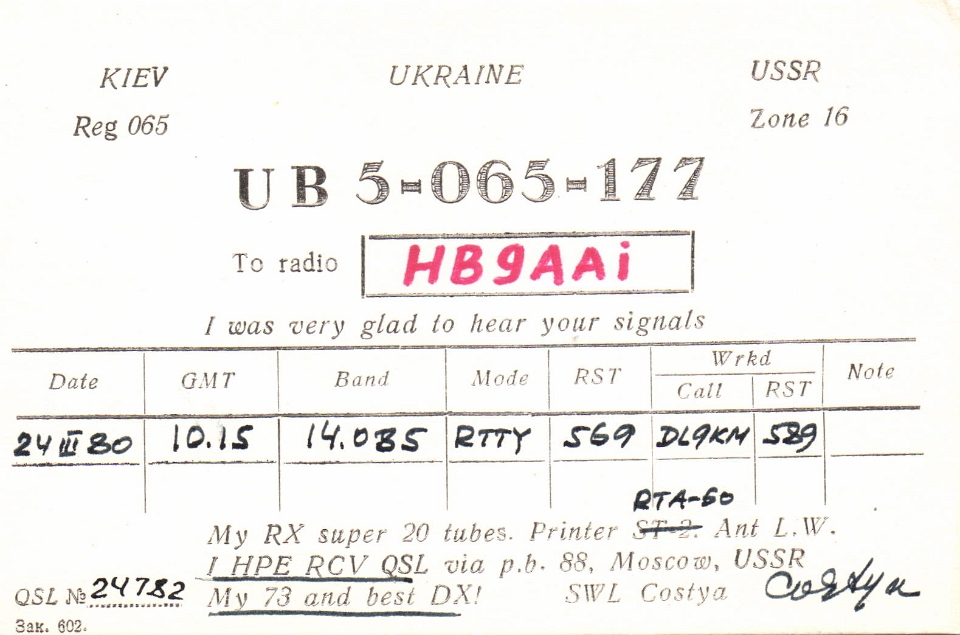 KIEV UKRAINE USSR
Reg 065 Zone 16
UB 5-065-177
To radio HB9AAi
I was very glad to hear your signals
Date GMT Band Mode RST Wrkd Note
Call RST
24 III 80 10.15 14.085 RTTY 569 DL9KM 589
RTA-60
My RX super 20 tubes. Printer ST-2. Ant L.W.
I HPE RCV QSL via p.b. 88, Moscow, USSR
QSL № 24782 My 73 and best DX! SWL Costya Costya
Зак. 602.